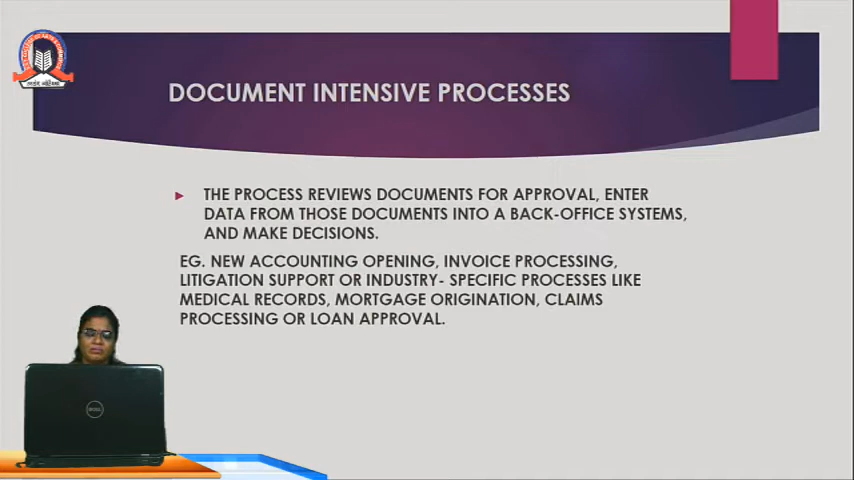 DOCUMENT INTENSIVE PROCESSES
THE PROCESS REVIEWS DOCUMENTS FOR APPROVAL, ENTER
DATA FROM THOSE DOCUMENTS INTO A BACK-OFFICE SYSTEMS,
AND MAKE DECISIONS.
EG. NEW ACCOUNTING OPENING, INVOICE PROCESSING,
LITIGATION SUPPORT OR INDUSTRY- SPECIFIC PROCESSES LIKE
MEDICAL RECORDS, MORTGAGE ORIGINATION, CLAIMS
PROCESSING OR LOAN APPROVAL.
DELL